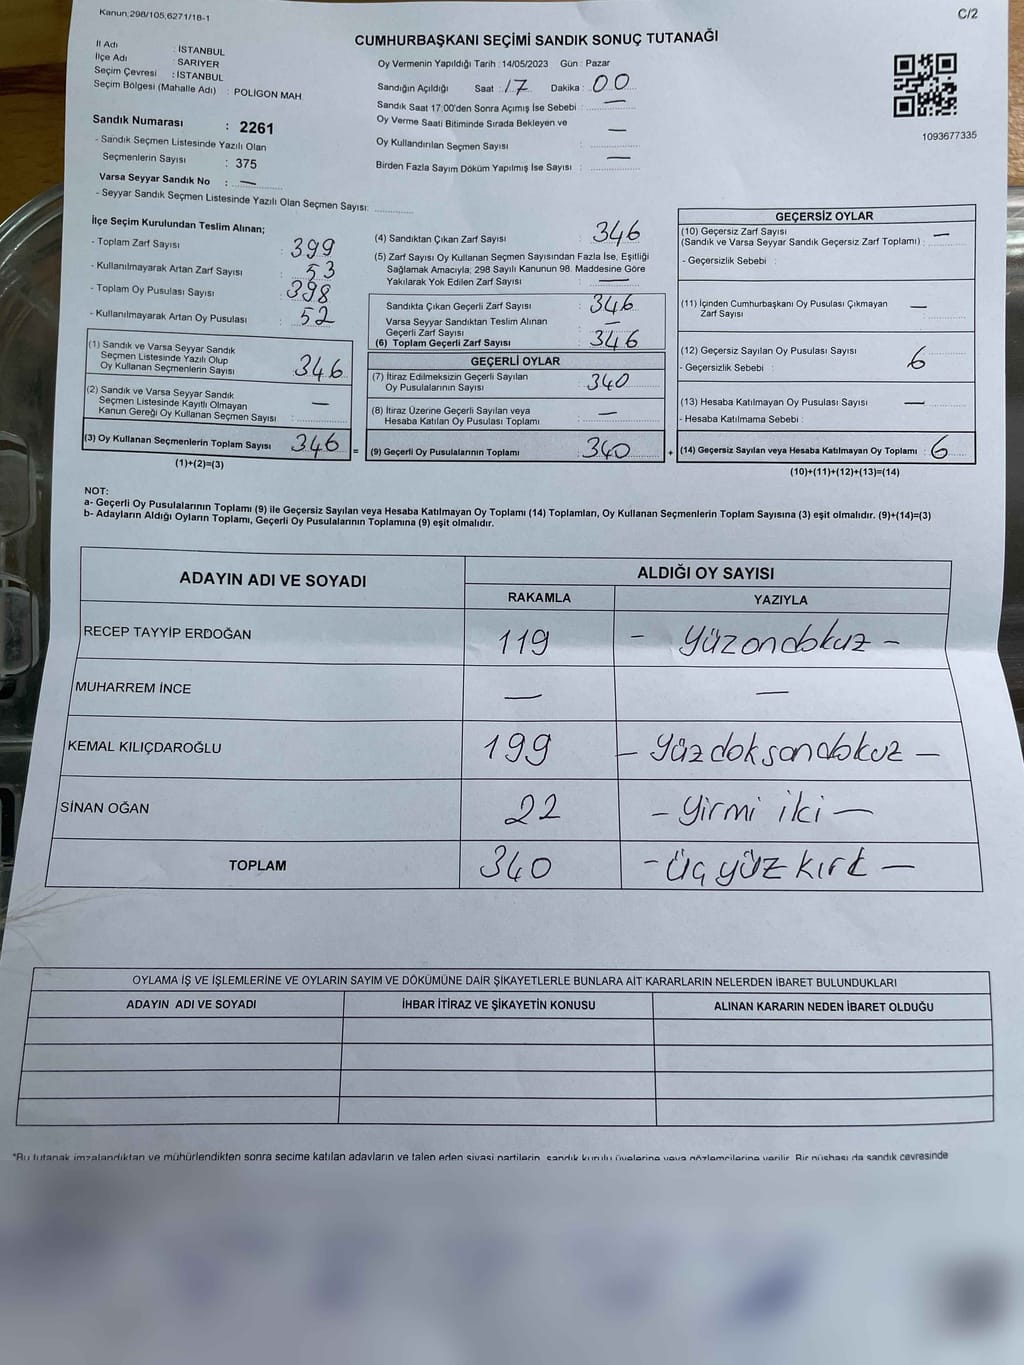 Kanun;298/105,6271/18-1
C/2
CUMHURBAŞKANI SEÇİMİ SANDIK SONUÇ TUTANAĞI
İl Adı : İSTANBUL
İlçe Adı : SARIYER
Seçim Çevresi : İSTANBUL
Seçim Bölgesi (Mahalle Adı) : POLİGON MAH.
Sandık Numarası : 2261
- Sandık Seçmen Listesinde Yazılı Olan
Seçmenlerin Sayısı : 375
Varsa Seyyar Sandık No : —
- Seyyar Sandık Seçmen Listesinde Yazılı Olan Seçmen Sayısı:
Oy Vermenin Yapıldığı Tarih : 14/05/2023 Gün : Pazar
Sandığın Açıldığı Saat : 17 Dakika : 00
Sandık Saat 17.00'den Sonra Açımış İse Sebebi : —
Oy Verme Saati Bitiminde Sırada Bekleyen ve
Oy Kullandırılan Seçmen Sayısı : —
Birden Fazla Sayım Döküm Yapılmış İse Sayısı : —
1093677335
İlçe Seçim Kurulundan Teslim Alınan;
- Toplam Zarf Sayısı : 399
- Kullanılmayarak Artan Zarf Sayısı : 53
- Toplam Oy Pusulası Sayısı : 398
- Kullanılmayarak Artan Oy Pusulası : 52
(1) Sandık ve Varsa Seyyar Sandık
Seçmen Listesinde Yazılı Olup
Oy Kullanan Seçmenlerin Sayısı : 346
(2) Sandık ve Varsa Seyyar Sandık
Seçmen Listesinde Kayıtlı Olmayan
Kanun Gereği Oy Kullanan Seçmen Sayısı : —
(3) Oy Kullanan Seçmenlerin Toplam Sayısı : 346 =
(1)+(2)=(3)
(4) Sandıktan Çıkan Zarf Sayısı : 346
(5) Zarf Sayısı Oy Kullanan Seçmen Sayısından Fazla İse, Eşitliği
Sağlamak Amacıyla; 298 Sayılı Kanunun 98. Maddesine Göre
Yakılarak Yok Edilen Zarf Sayısı : —
Sandıkta Çıkan Geçerli Zarf Sayısı : 346
Varsa Seyyar Sandıktan Teslim Alınan
Geçerli Zarf Sayısı : —
(6) Toplam Geçerli Zarf Sayısı : 346
GEÇERLİ OYLAR
(7) İtiraz Edilmeksizin Geçerli Sayılan
Oy Pusulalarının Sayısı : 340
(8) İtiraz Üzerine Geçerli Sayılan veya
Hesaba Katılan Oy Pusulası Toplamı : —
(9) Geçerli Oy Pusulalarının Toplamı : 340 +
GEÇERSİZ OYLAR
(10) Geçersiz Zarf Sayısı
(Sandık ve Varsa Seyyar Sandık Geçersiz Zarf Toplamı) : —
- Geçersizlik Sebebi :
(11) İçinden Cumhurbaşkanı Oy Pusulası Çıkmayan
Zarf Sayısı : —
(12) Geçersiz Sayılan Oy Pusulası Sayısı : 6
- Geçersizlik Sebebi :
(13) Hesaba Katılmayan Oy Pusulası Sayısı : —
- Hesaba Katılmama Sebebi :
(14) Geçersiz Sayılan veya Hesaba Katılmayan Oy Toplamı : 6
(10)+(11)+(12)+(13)=(14)
NOT:
a- Geçerli Oy Pusulalarının Toplamı (9) ile Geçersiz Sayılan veya Hesaba Katılmayan Oy Toplamı (14) Toplamları, Oy Kullanan Seçmenlerin Toplam Sayısına (3) eşit olmalıdır. (9)+(14)=(3)
b- Adayların Aldığı Oyların Toplamı, Geçerli Oy Pusulalarının Toplamına (9) eşit olmalıdır.
ADAYIN ADI VE SOYADI
ALDIĞI OY SAYISI
RAKAMLA YAZIYLA
RECEP TAYYİP ERDOĞAN 119 - Yüzondokuz -
MUHARREM İNCE — —
KEMAL KILIÇDAROĞLU 199 - Yüzdoksandokuz -
SİNAN OĞAN 22 - Yirmi iki -
TOPLAM 340 - Üçyüz kırk -
OYLAMA İŞ VE İŞLEMLERİNE VE OYLARIN SAYIM VE DÖKÜMÜNE DAİR ŞİKAYETLERLE BUNLARA AİT KARARLARIN NELERDEN İBARET BULUNDUKLARI
ADAYIN ADI VE SOYADI İHBAR İTİRAZ VE ŞİKAYETİN KONUSU ALINAN KARARIN NEDEN İBARET OLDUĞU
*Bu tutanak imzalandıktan ve mühürlendikten sonra seçime katılan adayların ve talep eden siyasi partilerin, sandık kurulu üyelerine veya gözlemcilerine verilir. Bir nüshası da sandık çevresinde